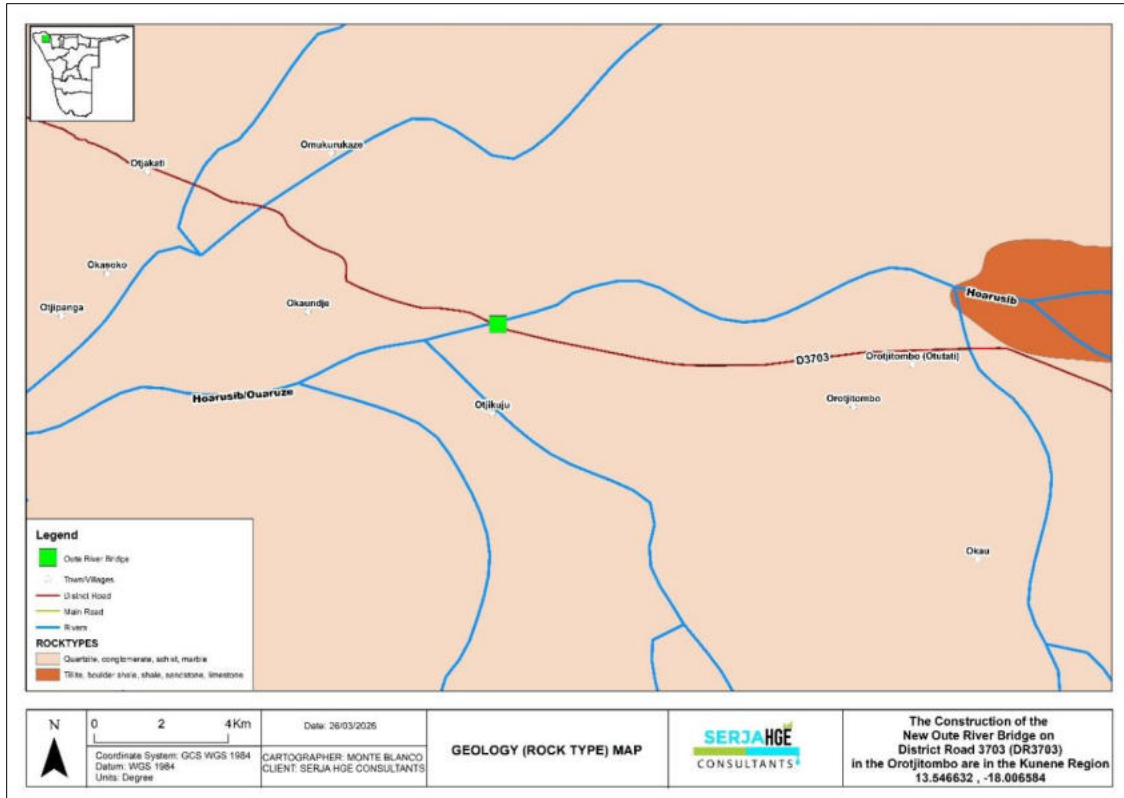 Otjakati
Omukurukaze
Okasoko
Otjipanga
Okaundje
Hoarusib
D3703
Orotjitombo (Otutati)
Hoarusib/Ouaruze
Otjikuju
Orotjitombo
Okau
Legend
Oute River Bridge
Town/Villages
District Road
Main Road
Rivers
ROCKTYPES
Quartzite, conglomerate, schist, marble
Tillite, boulder shale, shale, sandstone, limestone
N
0 2 4Km
Coordinate System: GCS WGS 1984
Datum: WGS 1984
Units: Degree
Date: 26/03/2026
CARTOGRAPHER: MONTE BLANCO
CLIENT: SERJA HGE CONSULTANTS
GEOLOGY (ROCK TYPE) MAP
SERJAHGE
CONSULTANTS
The Construction of the
New Oute River Bridge on
District Road 3703 (DR3703)
in the Orotjitombo are in the Kunene Region
13.546632 , -18.006584